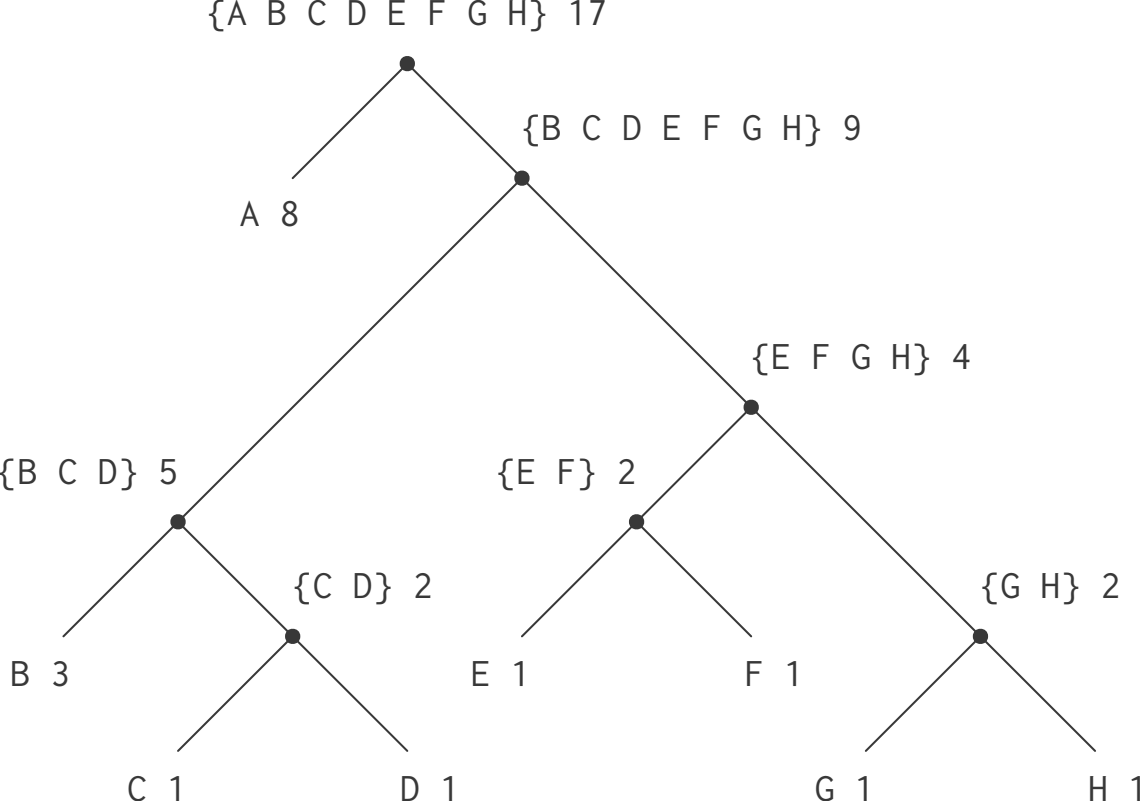 {A B C D E F G H} 17
{B C D E F G H} 9
A 8
{E F G H} 4
{B C D} 5
{E F} 2
{C D} 2
{G H} 2
B 3
E 1
F 1
C 1
D 1
G 1
H 1